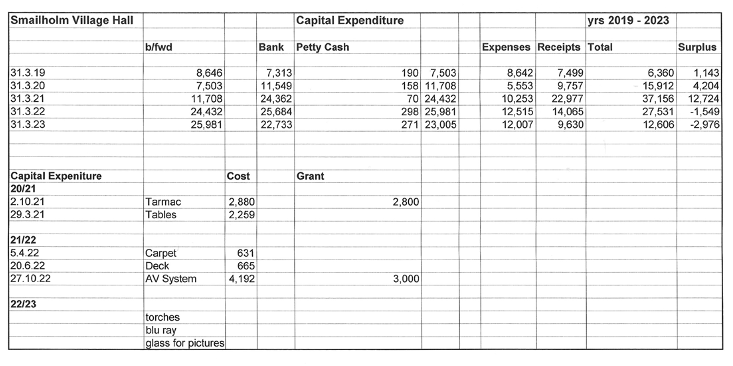 Smailholm Village Hall Capital Expenditure yrs 2019 - 2023
b/fwd Bank Petty Cash Expenses Receipts Total Surplus
31.3.19 8,646 7,313 190 7,503 8,642 7,499 6,360 1,143
31.3.20 7,503 11,549 158 11,708 5,553 9,757 15,912 4,204
31.3.21 11,708 24,362 70 24,432 10,253 22,977 37,156 12,724
31.3.22 24,432 25,684 298 25,981 12,515 14,065 27,531 -1,549
31.3.23 25,981 22,733 271 23,005 12,007 9,630 12,606 -2,976
Capital Expeniture Cost Grant
20/21
2.10.21 Tarmac 2,880 2,800
29.3.21 Tables 2,259
21/22
5.4.22 Carpet 631
20.6.22 Deck 665
27.10.22 AV System 4,192 3,000
22/23
torches
blu ray
glass for pictures